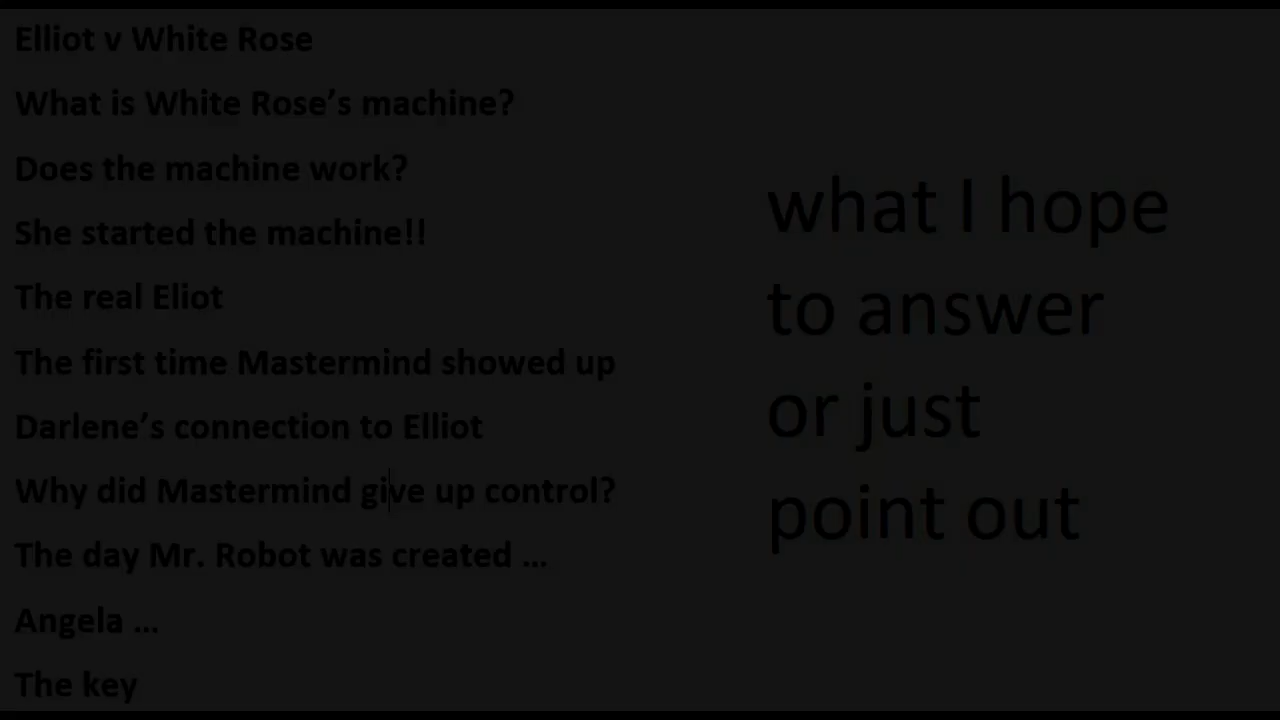 Elliot v White Rose
What is White Rose’s machine?
Does the machine work?
She started the machine!!
The real Eliot
The first time Mastermind showed up
Darlene’s connection to Elliot
Why did Mastermind give up control?
The day Mr. Robot was created …
Angela …
The key
what I hope
to answer
or just
point out